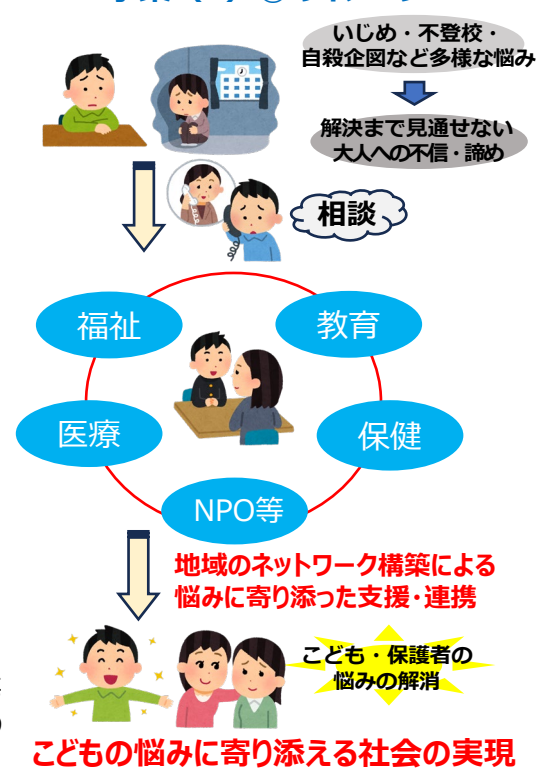 いじめ・不登校・
自殺企図など多様な悩み
解決まで見通せない
大人への不信・諦め
相談
福祉
教育
医療
保健
NPO等
地域のネットワーク構築による
悩みに寄り添った支援・連携
こども・保護者の
悩みの解消
こどもの悩みに寄り添える社会の実現